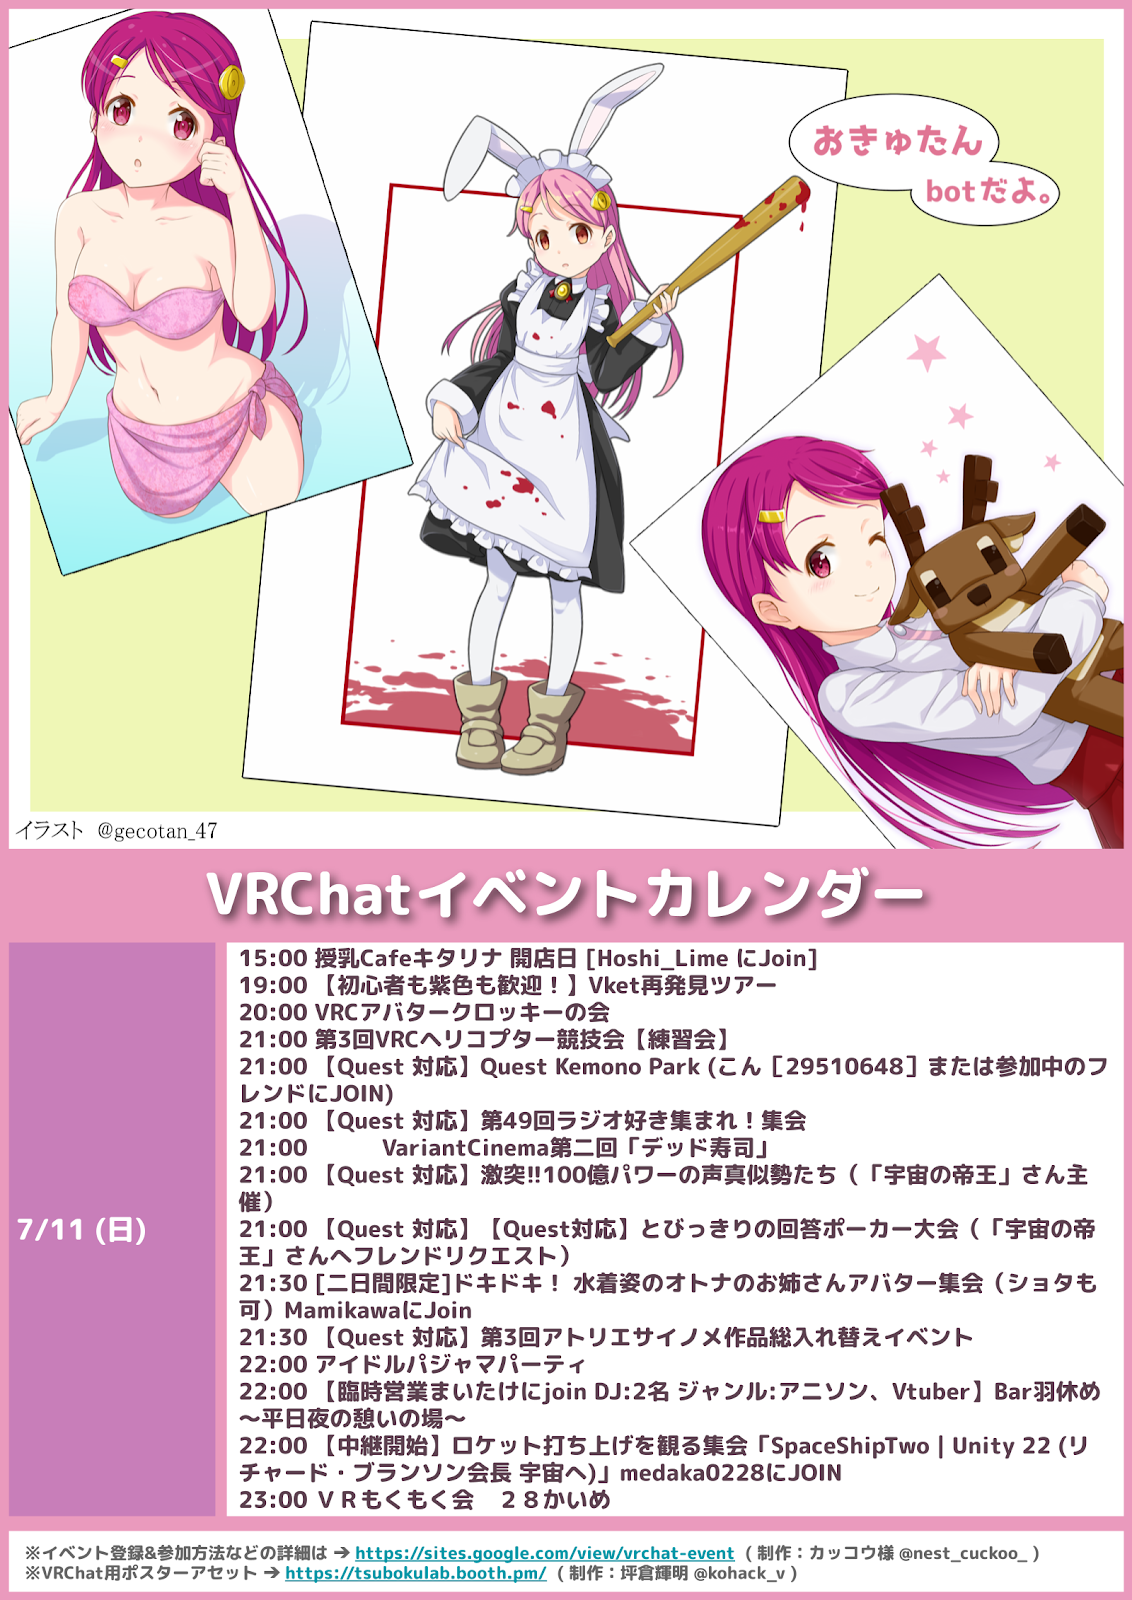 おきゅたん
botだよ。
イラスト @gecotan_47
VRChatイベントカレンダー
7/11 (日)
15:00 授乳Cafeキタリナ 開店日 [Hoshi_Lime にJoin]
19:00 【初心者も紫色も歓迎！】Vket再発見ツアー
20:00 VRCアバタークロッキーの会
21:00 第3回VRCヘリコプター競技会【練習会】
21:00 【Quest 対応】Quest Kemono Park (こん［29510648］または参加中のフ
レンドにJOIN)
21:00 【Quest 対応】第49回ラジオ好き集まれ！集会
21:00 VariantCinema第二回「デッド寿司」
21:00 【Quest 対応】激突!!100億パワーの声真似勢たち（「宇宙の帝王」さん主
催）
21:00 【Quest 対応】【Quest対応】とびっきりの回答ポーカー大会（「宇宙の帝
王」さんへフレンドリクエスト）
21:30 [二日間限定]ドキドキ！ 水着姿のオトナのお姉さんアバター集会（ショタも
可）MamikawaにJoin
21:30 【Quest 対応】第3回アトリエサイノメ作品総入れ替えイベント
22:00 アイドルパジャマパーティ
22:00 【臨時営業まいたけにjoin DJ:2名 ジャンル:アニソン、Vtuber】Bar羽休め
～平日夜の憩いの場～
22:00 【中継開始】ロケット打ち上げを観る集会「SpaceShipTwo | Unity 22 (リ
チャード・ブランソン会長 宇宙へ)」medaka0228にJOIN
23:00 ＶＲもくもく会　２８かいめ
※イベント登録&参加方法などの詳細は → https://sites.google.com/view/vrchat-event ( 制作：カッコウ様 @nest_cuckoo_ )
※VRChat用ポスターアセット → https://tsubokulab.booth.pm/ ( 制作：坪倉輝明 @kohack_v )